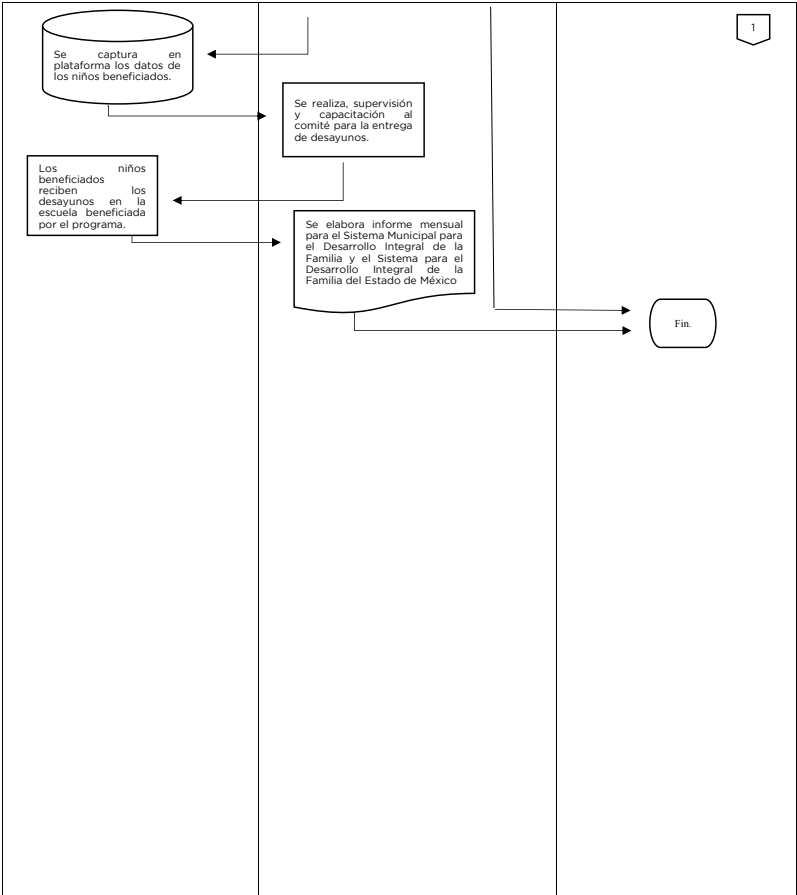 1
Se captura en
plataforma los datos de
los niños beneficiados.
Se realiza, supervisión
y capacitación al
comité para la entrega
de desayunos.
Los niños
beneficiados
reciben los
desayunos en la
escuela beneficiada
por el programa.
Se elabora informe mensual
para el Sistema Municipal para
el Desarrollo Integral de la
Familia y el Sistema para el
Desarrollo Integral de la
Familia del Estado de México
Fin.